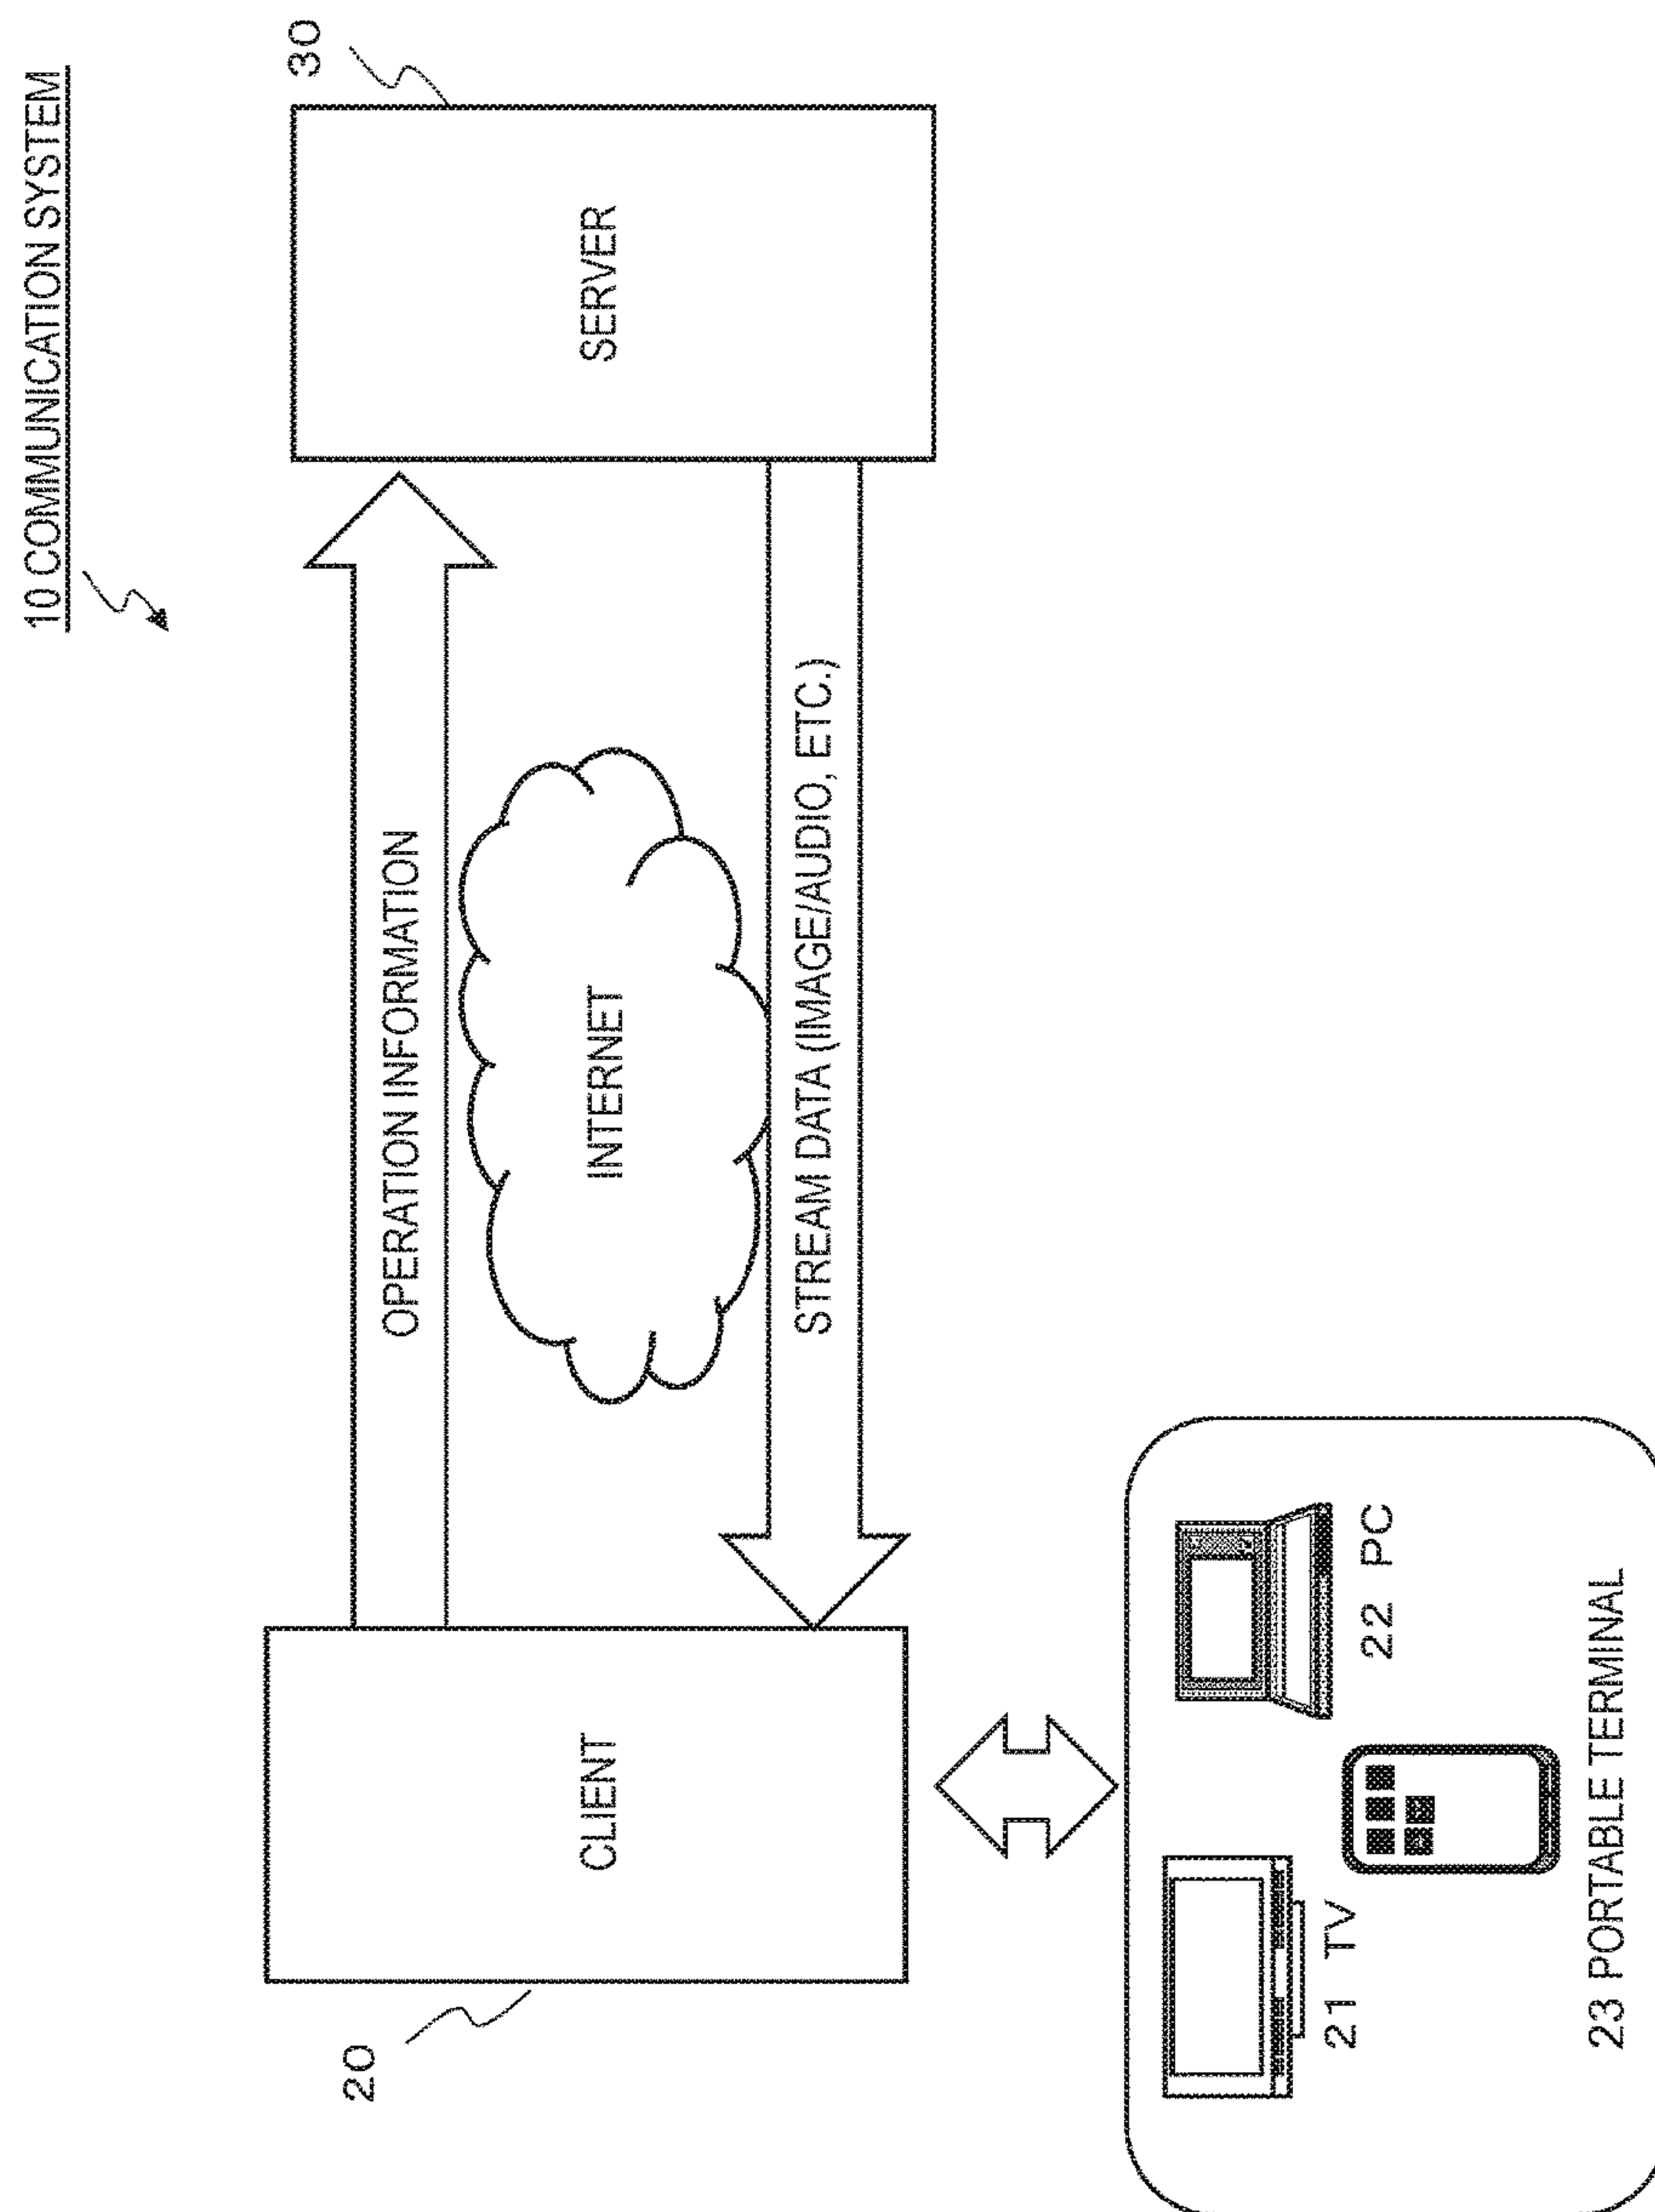 10 COMMUNICATION SYSTEM
30
20
OPERATION INFORMATION
CLIENT
INTERNET
SERVER
STREAM DATA (IMAGE/AUDIO, ETC.)
21 TV
22 PC
23 PORTABLE TERMINAL